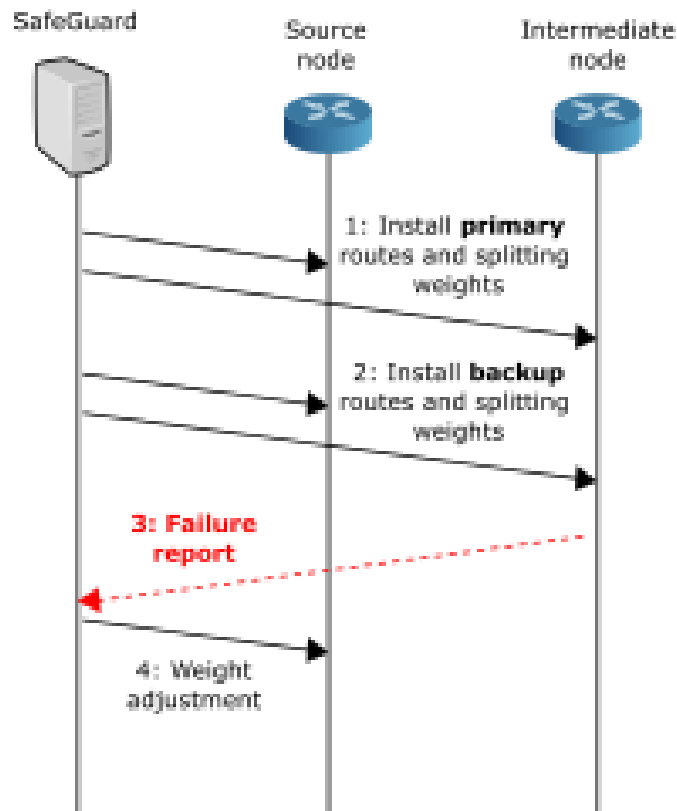 SafeGuard
Source
node
Intermediate
node
1: Install primary
routes and splitting
weights
2: Install backup
routes and splitting
weights
3: Failure
report
4: Weight
adjustment